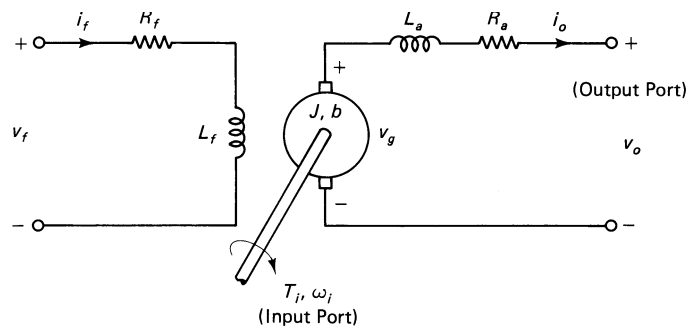 + i_f R_f L_a R_a i_o +
+
(Output Port)
J, b
v_f L_f v_g v_o
− − −
T_i, ω_i
(Input Port)